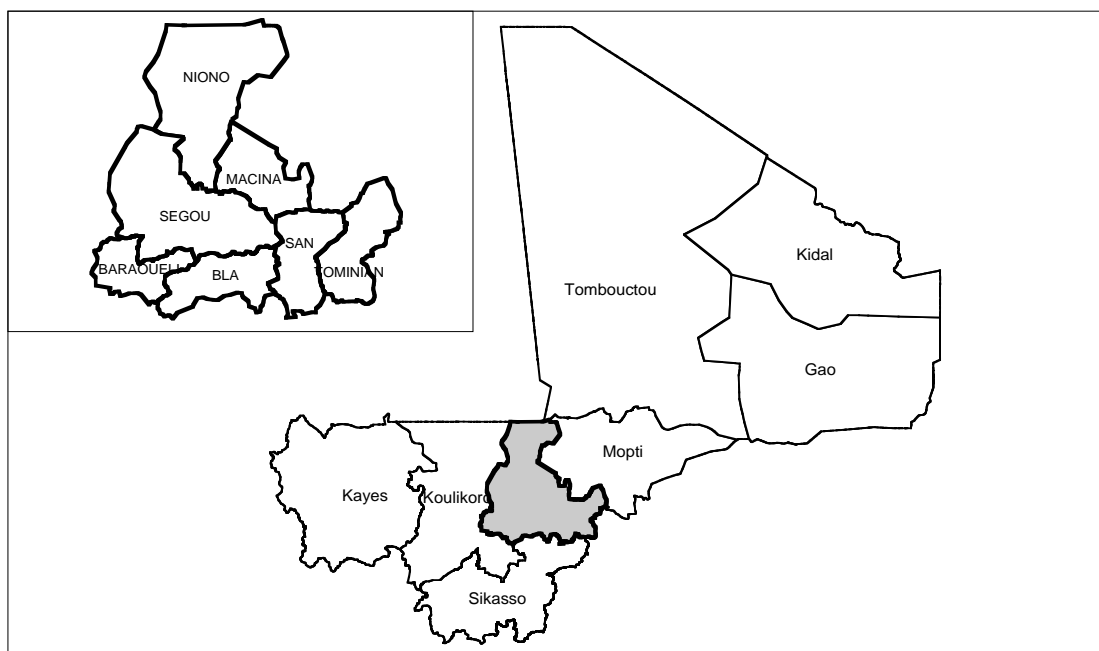 NIONO
MACINA
SEGOU
SAN
BARAOUELI
BLA
TOMINIAN
Kidal
Tombouctou
Gao
Mopti
Kayes
Koulikoro
Sikasso